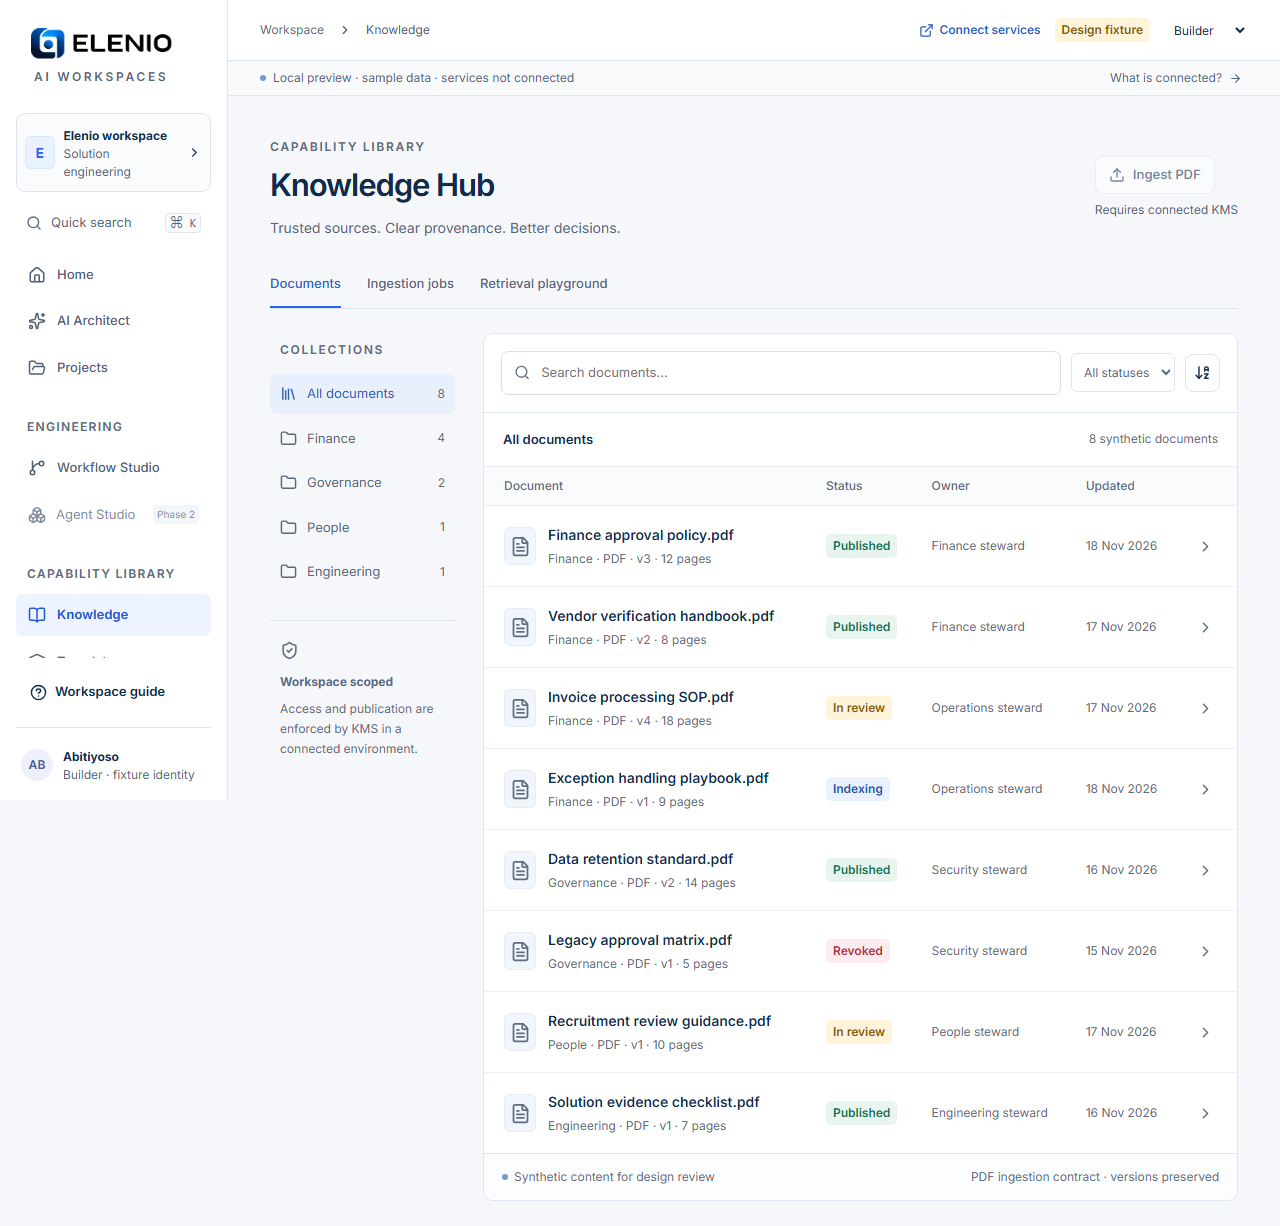 ELENIO
AI WORKSPACES
E
Elenio workspace
Solution
engineering
Quick search
⌘ K
Home
AI Architect
Projects
ENGINEERING
Workflow Studio
Agent Studio
Phase 2
CAPABILITY LIBRARY
Knowledge
Workspace guide
AB
Abitiyoso
Builder · fixture identity
Workspace
Knowledge
Connect services
Design fixture
Builder
Local preview · sample data · services not connected
What is connected?
CAPABILITY LIBRARY
Knowledge Hub
Trusted sources. Clear provenance. Better decisions.
Ingest PDF
Requires connected KMS
Documents
Ingestion jobs
Retrieval playground
COLLECTIONS
All documents 8
Finance 4
Governance 2
People 1
Engineering 1
Workspace scoped
Access and publication are
enforced by KMS in a
connected environment.
Search documents...
All statuses
All documents
8 synthetic documents
Document Status Owner Updated
Finance approval policy.pdf
Finance · PDF · v3 · 12 pages
Published
Finance steward
18 Nov 2026
Vendor verification handbook.pdf
Finance · PDF · v2 · 8 pages
Published
Finance steward
17 Nov 2026
Invoice processing SOP.pdf
Finance · PDF · v4 · 18 pages
In review
Operations steward
17 Nov 2026
Exception handling playbook.pdf
Finance · PDF · v1 · 9 pages
Indexing
Operations steward
18 Nov 2026
Data retention standard.pdf
Governance · PDF · v2 · 14 pages
Published
Security steward
16 Nov 2026
Legacy approval matrix.pdf
Governance · PDF · v1 · 5 pages
Revoked
Security steward
15 Nov 2026
Recruitment review guidance.pdf
People · PDF · v1 · 10 pages
In review
People steward
17 Nov 2026
Solution evidence checklist.pdf
Engineering · PDF · v1 · 7 pages
Published
Engineering steward
16 Nov 2026
Synthetic content for design review
PDF ingestion contract · versions preserved